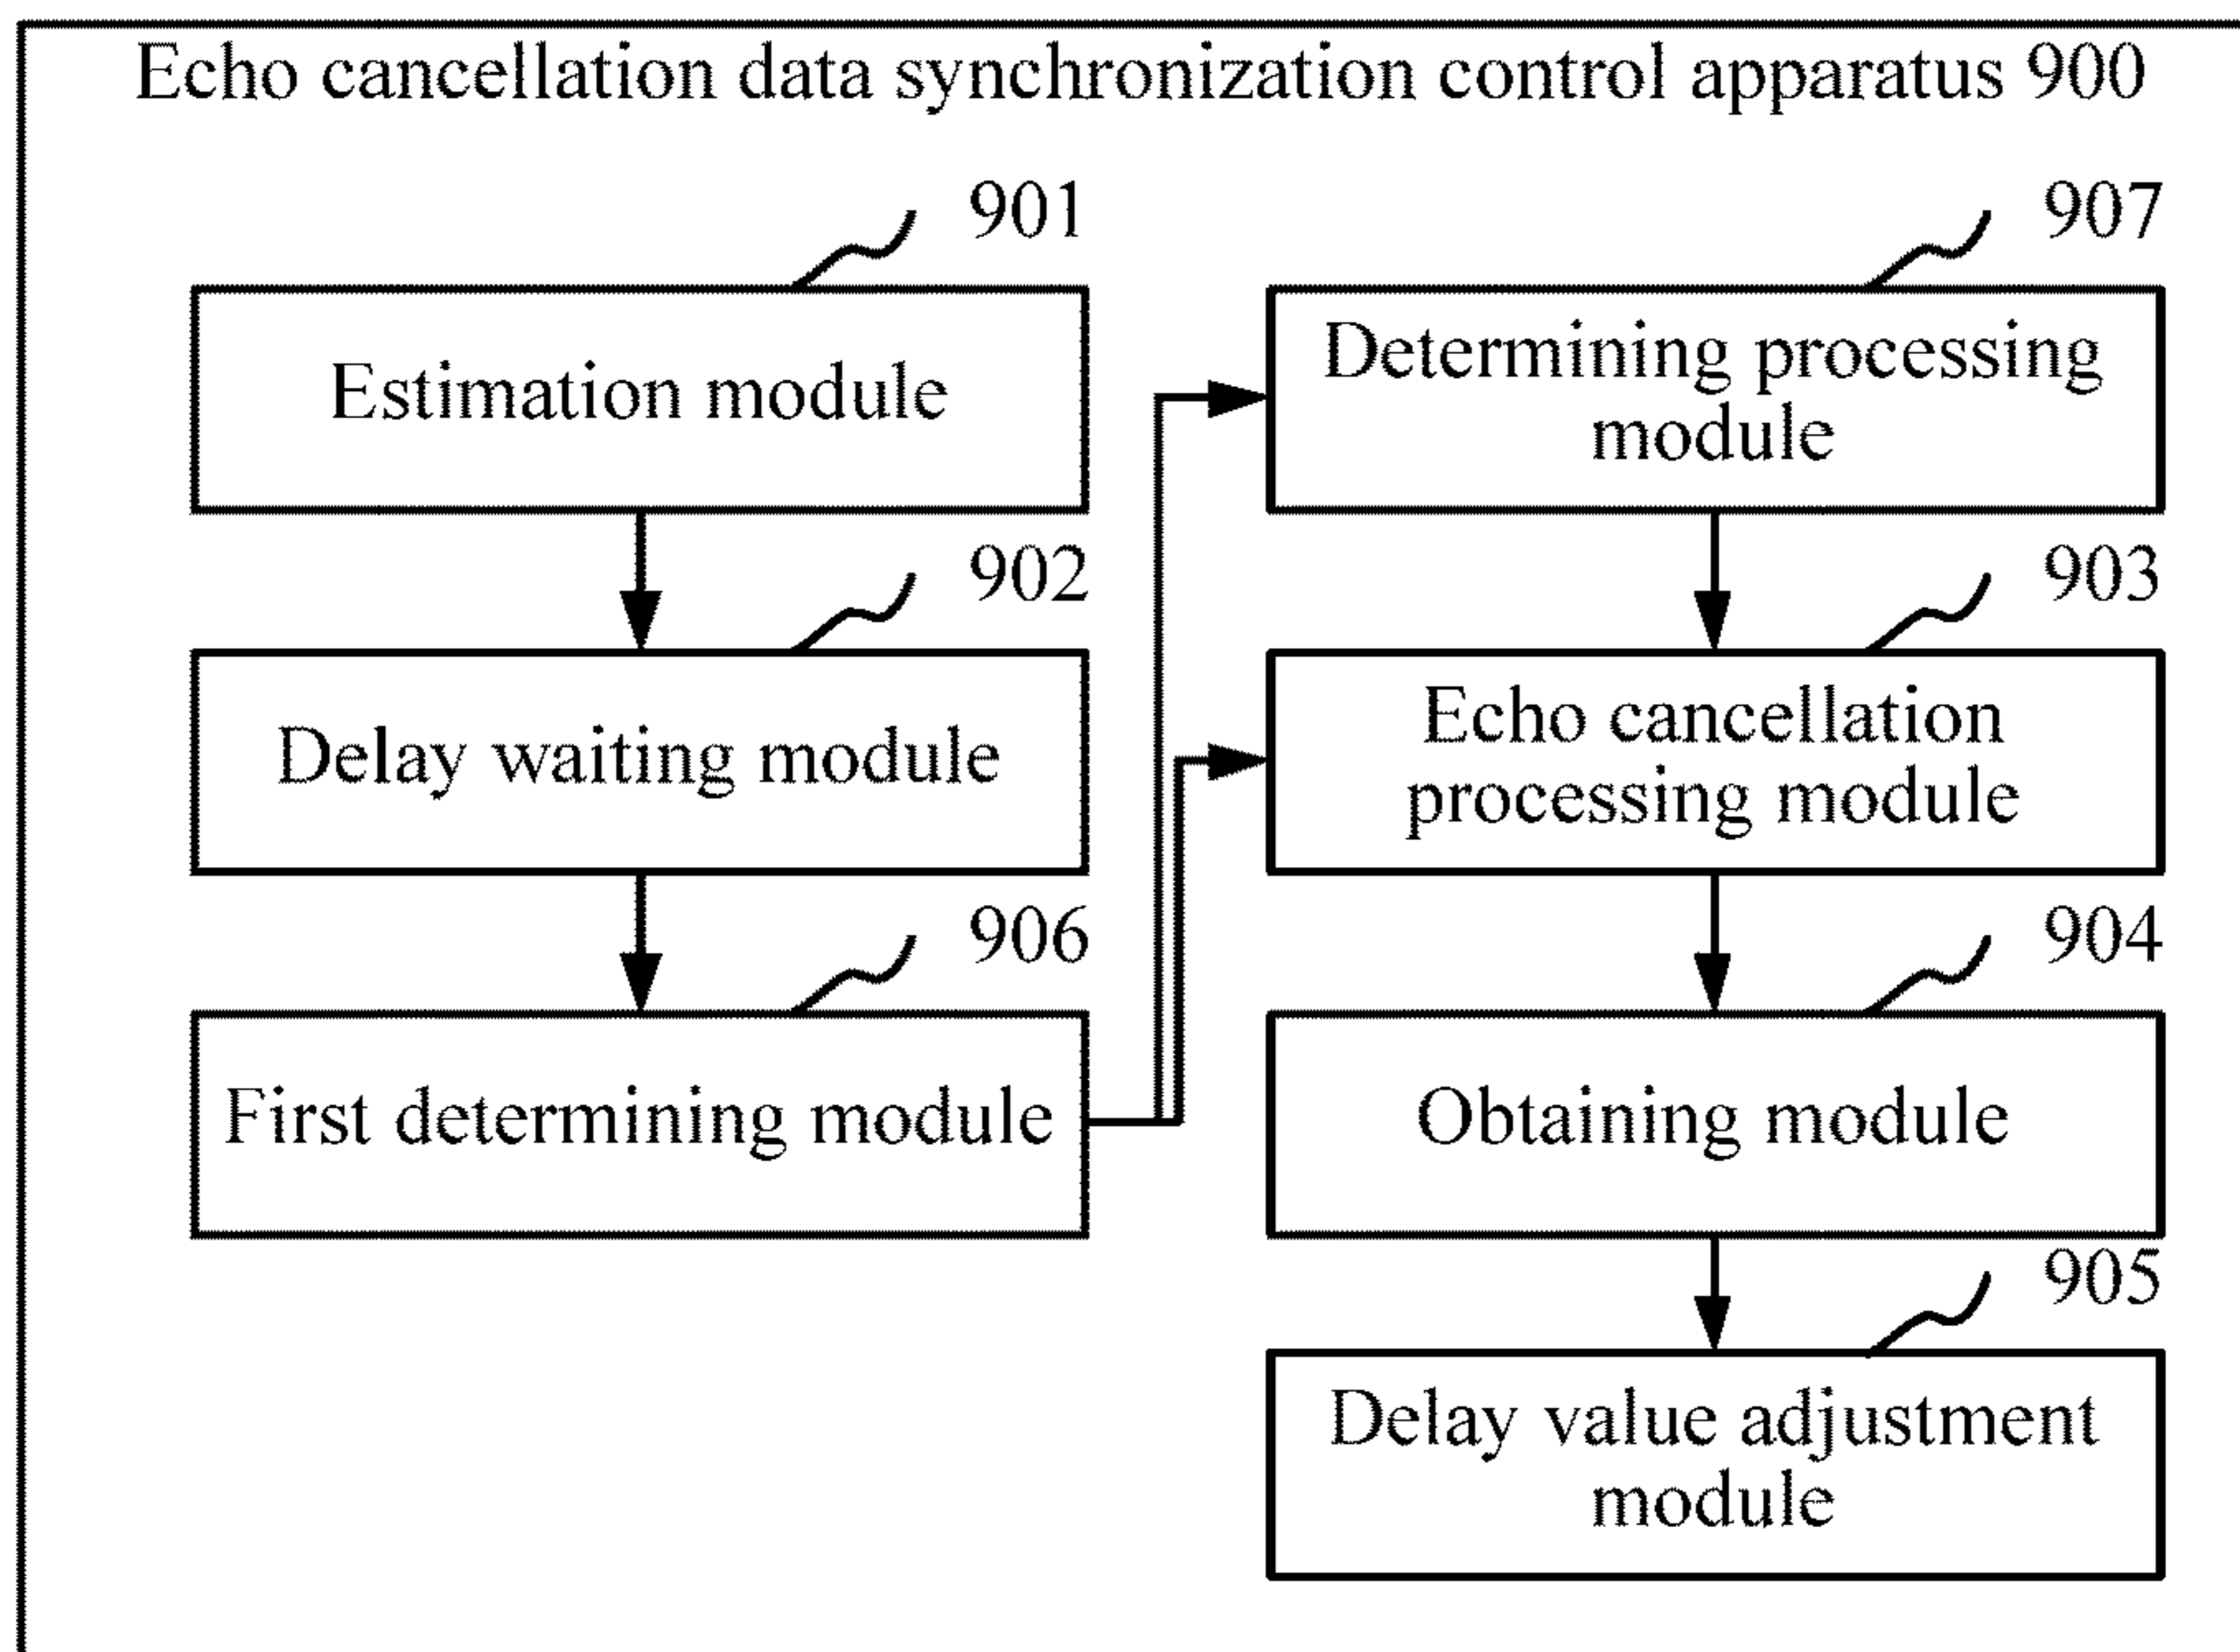 Echo cancellation data synchronization control apparatus 900
901
Estimation module
902
Delay waiting module
906
First determining module
907
Determining processing
module
903
Echo cancellation
processing module
904
Obtaining module
905
Delay value adjustment
module